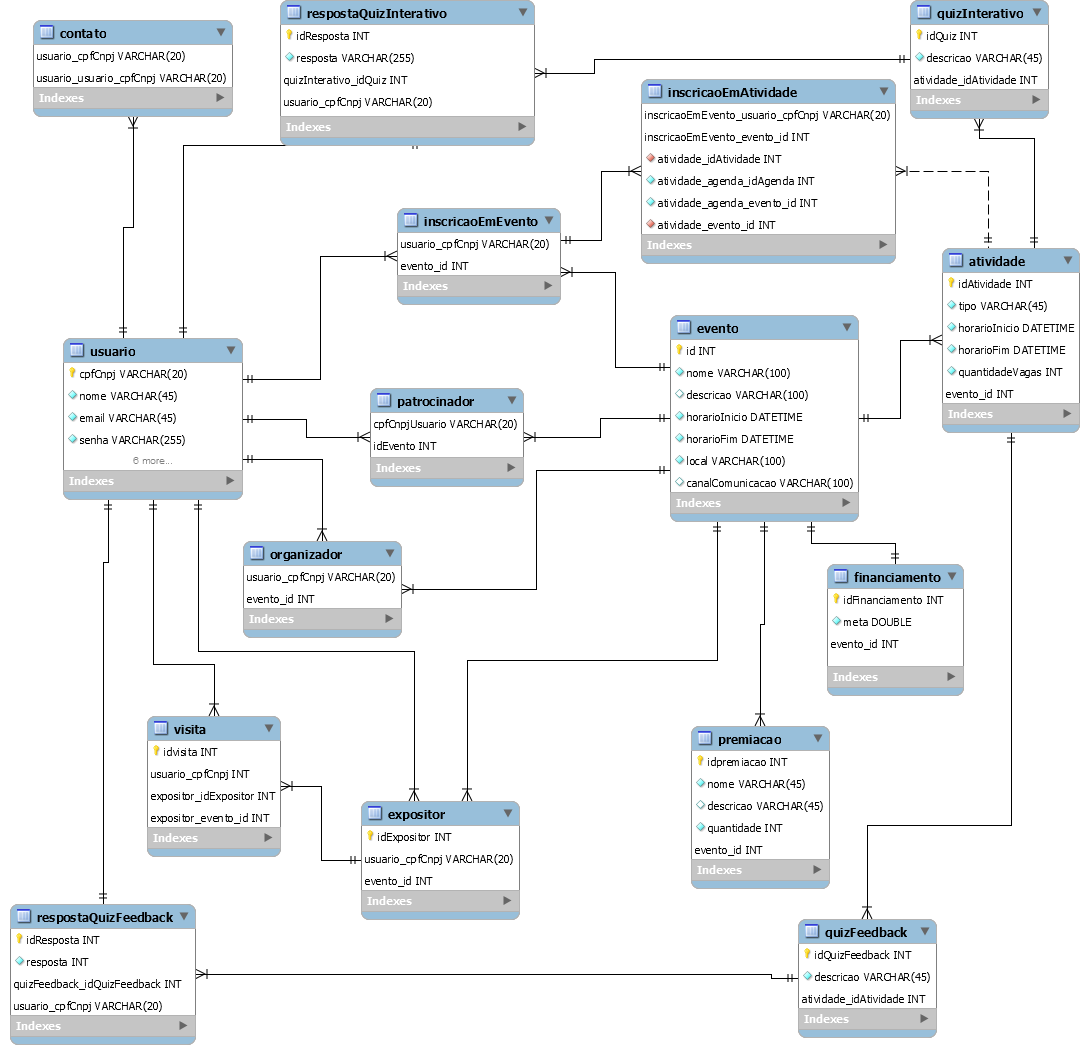 contato
usuario_cpfCnpj VARCHAR(20)
usuario_usuario_cpfCnpj VARCHAR(20)
Indexes
respostaQuizInterativo
idResposta INT
resposta VARCHAR(255)
quizInterativo_idQuiz INT
usuario_cpfCnpj VARCHAR(20)
Indexes
quizInterativo
idQuiz INT
descricao VARCHAR(45)
atividade_idAtividade INT
Indexes
inscricaoEmAtividade
inscricaoEmEvento_usuario_cpfCnpj VARCHAR(20)
inscricaoEmEvento_evento_id INT
atividade_idAtividade INT
atividade_agenda_idAgenda INT
atividade_agenda_evento_id INT
atividade_evento_id INT
Indexes
inscricaoEmEvento
usuario_cpfCnpj VARCHAR(20)
evento_id INT
Indexes
atividade
idAtividade INT
tipo VARCHAR(45)
horarioInicio DATETIME
horarioFim DATETIME
quantidadeVagas INT
evento_id INT
Indexes
usuario
cpfCnpj VARCHAR(20)
nome VARCHAR(45)
email VARCHAR(45)
senha VARCHAR(255)
6 more...
Indexes
evento
id INT
nome VARCHAR(100)
descricao VARCHAR(100)
horarioInicio DATETIME
horarioFim DATETIME
local VARCHAR(100)
canalComunicacao VARCHAR(100)
Indexes
patrocinador
cpfCnpjUsuario VARCHAR(20)
idEvento INT
Indexes
organizador
usuario_cpfCnpj VARCHAR(20)
evento_id INT
Indexes
financiamento
idFinanciamento INT
meta DOUBLE
evento_id INT
Indexes
visita
idvisita INT
usuario_cpfCnpj INT
expositor_idExpositor INT
expositor_evento_id INT
Indexes
premiacao
idpremiacao INT
nome VARCHAR(45)
descricao VARCHAR(45)
quantidade INT
evento_id INT
Indexes
expositor
idExpositor INT
usuario_cpfCnpj VARCHAR(20)
evento_id INT
Indexes
respostaQuizFeedback
idResposta INT
resposta INT
quizFeedback_idQuizFeedback INT
usuario_cpfCnpj VARCHAR(20)
Indexes
quizFeedback
idQuizFeedback INT
descricao VARCHAR(45)
atividade_idAtividade INT
Indexes